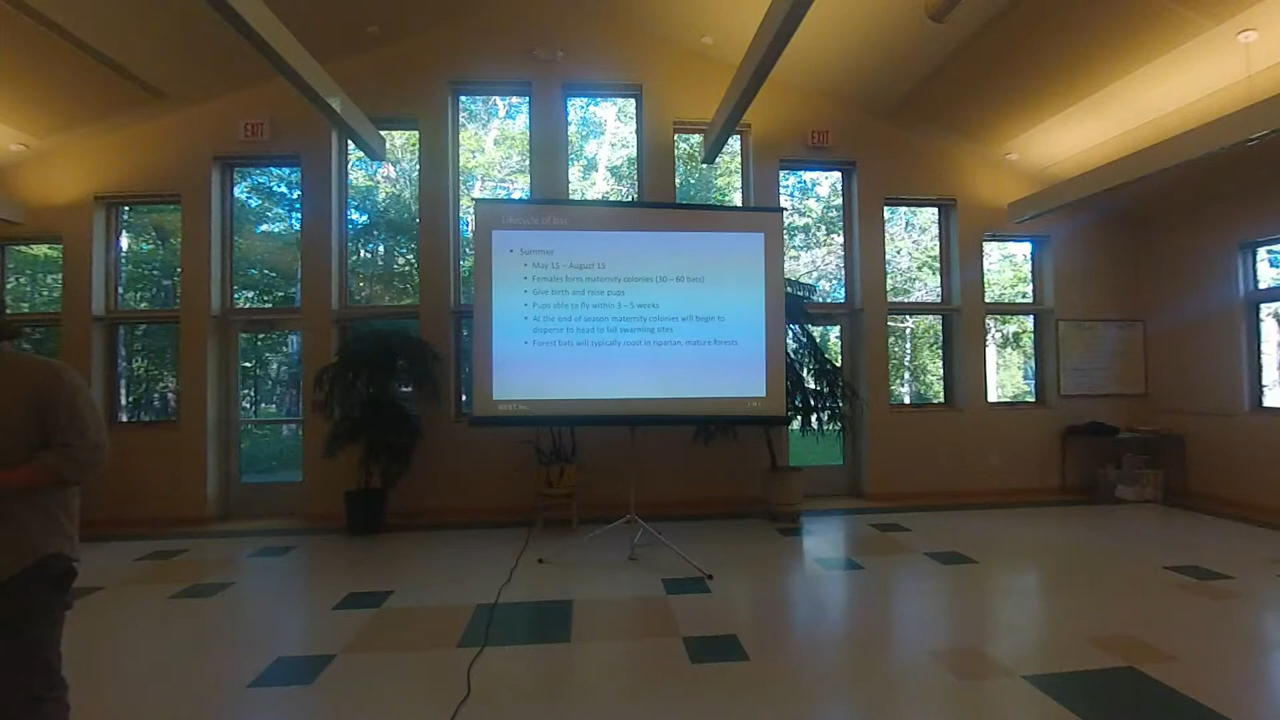 EXIT
EXIT
Lifecycle of bat
• Summer
• May 15 – August 15
• Females form maternity colonies (30 – 60 bats)
• Give birth and raise pups
• Pups able to fly within 3 – 5 weeks
• At the end of season maternity colonies will begin to
disperse to head to fall swarming sites
• Forest bats will typically roost in riparian, mature forests
WEST, Inc.